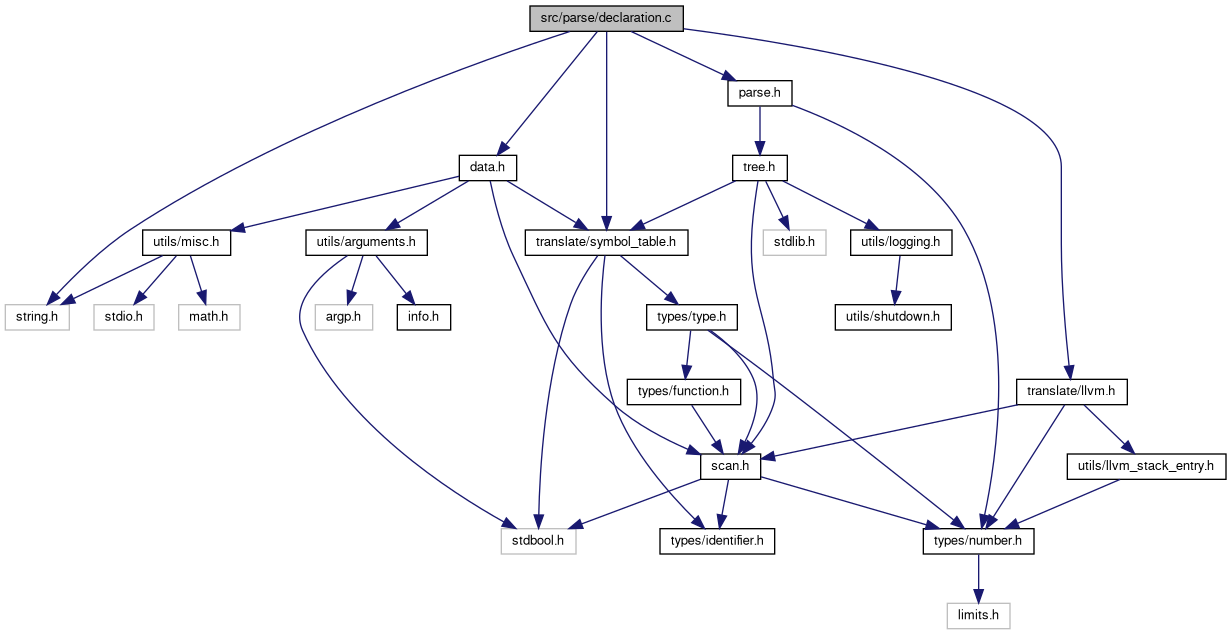 src/parse/declaration.c
parse.h
data.h
tree.h
utils/misc.h
utils/arguments.h
translate/symbol_table.h
stdlib.h
utils/logging.h
string.h
stdio.h
math.h
argp.h
info.h
types/type.h
utils/shutdown.h
types/function.h
translate/llvm.h
scan.h
utils/llvm_stack_entry.h
stdbool.h
types/identifier.h
types/number.h
limits.h